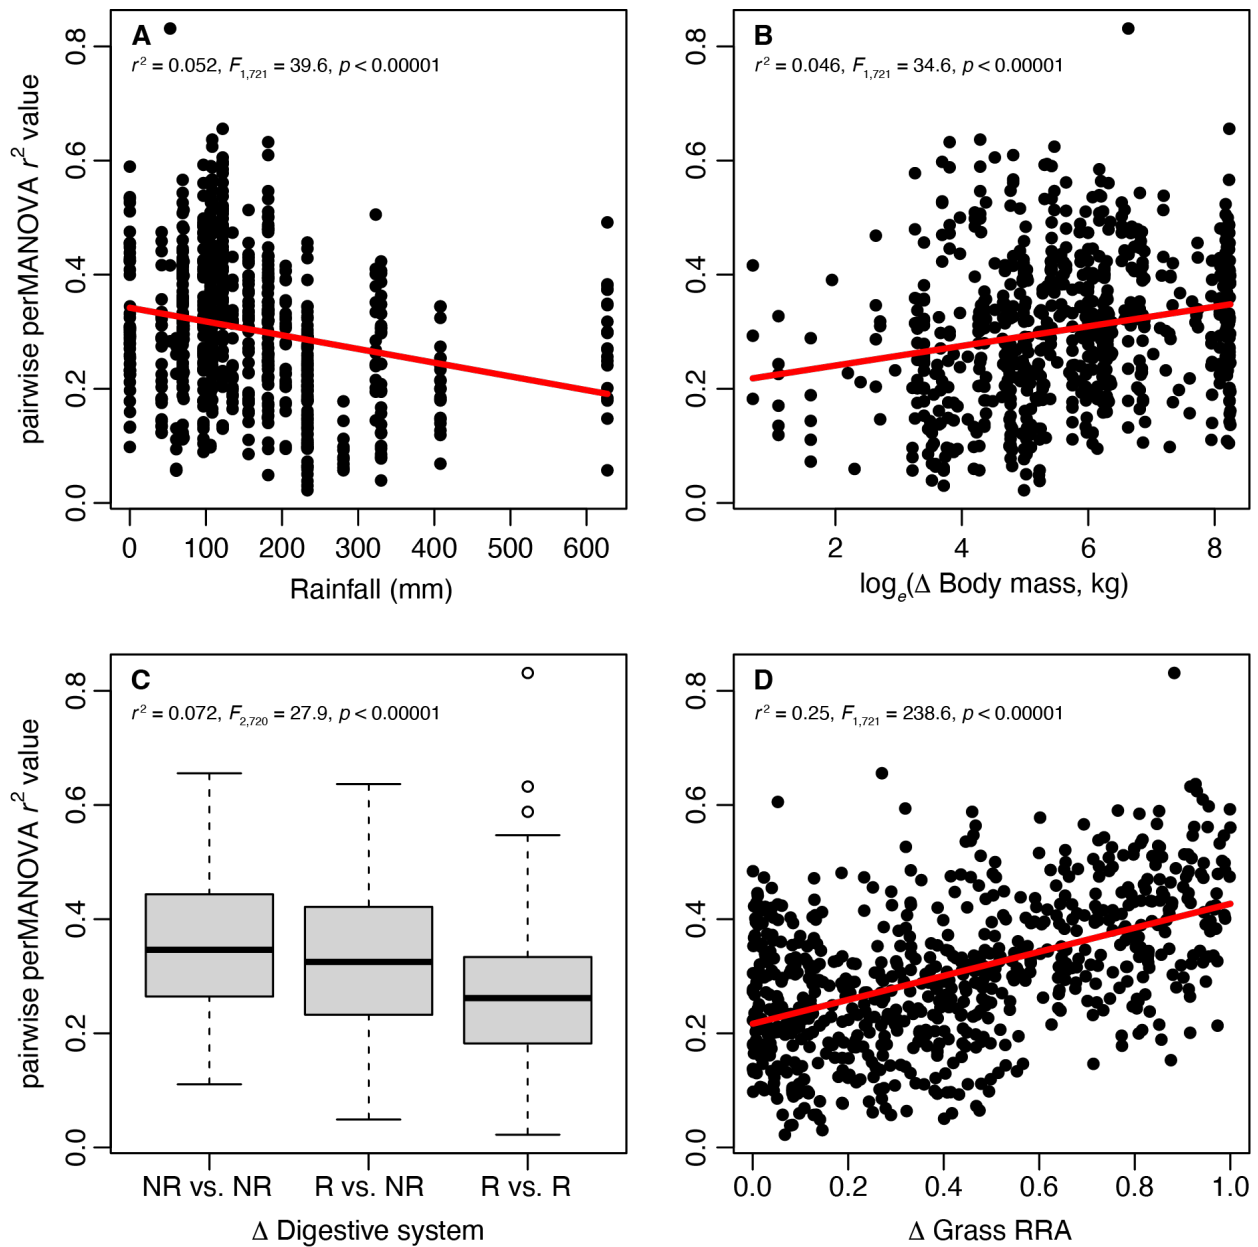 A
r² = 0.052, F1,721 = 39.6, p < 0.00001
pairwise perMANOVA r² value
0.0 0.2 0.4 0.6 0.8
0 100 200 300 400 500 600
Rainfall (mm)
B
r² = 0.046, F1,721 = 34.6, p < 0.00001
0.0 0.2 0.4 0.6 0.8
2 4 6 8
loge(Δ Body mass, kg)
C
r² = 0.072, F2,720 = 27.9, p < 0.00001
pairwise perMANOVA r² value
0.0 0.2 0.4 0.6 0.8
NR vs. NR R vs. NR R vs. R
Δ Digestive system
D
r² = 0.25, F1,721 = 238.6, p < 0.00001
0.0 0.2 0.4 0.6 0.8
0.0 0.2 0.4 0.6 0.8 1.0
Δ Grass RRA